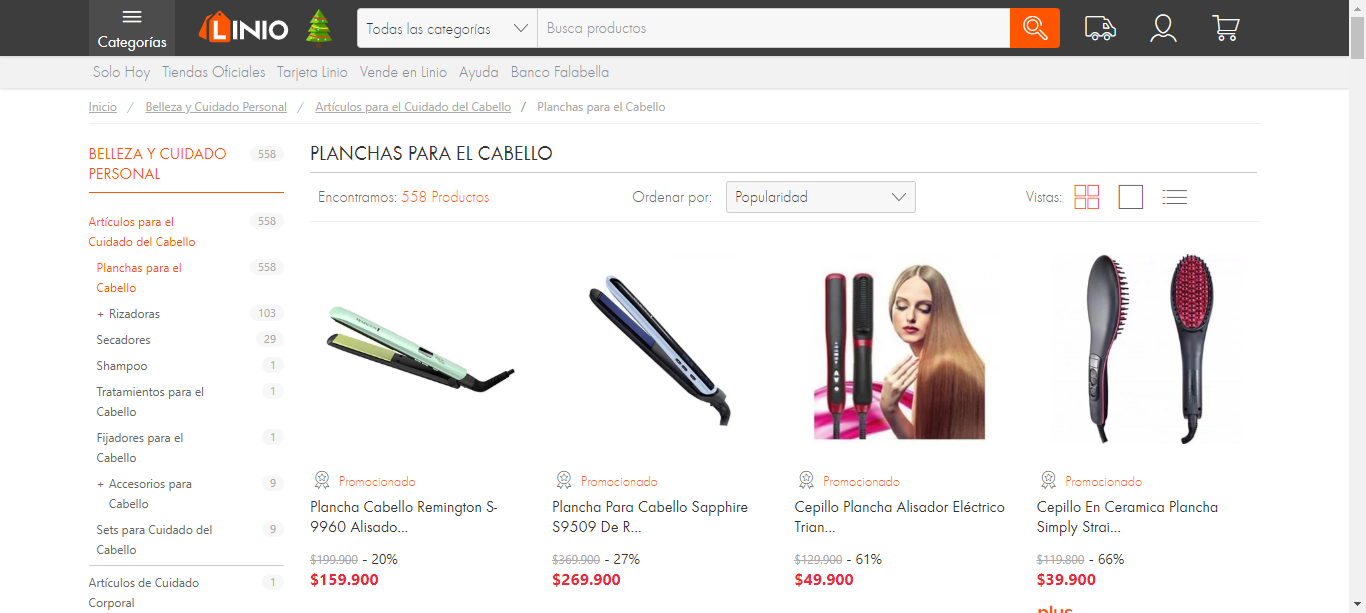 Categorías
LINIO
Todas las categorías
Busca productos
Solo Hoy Tiendas Oficiales Tarjeta Linio Vende en Linio Ayuda Banco Falabella
Inicio / Belleza y Cuidado Personal / Artículos para el Cuidado del Cabello / Planchas para el Cabello
BELLEZA Y CUIDADO 558
PERSONAL
Artículos para el 558
Cuidado del Cabello
Planchas para el 558
Cabello
+ Rizadoras 103
Secadores 29
Shampoo 1
Tratamientos para el 1
Cabello
Fijadores para el 1
Cabello
+ Accesorios para 9
Cabello
Sets para Cuidado del 9
Cabello
Artículos de Cuidado 1
Corporal
PLANCHAS PARA EL CABELLO
Encontramos: 558 Productos
Ordenar por: Popularidad
Vistas:
Promocionado
Plancha Cabello Remington S-
9960 Alisado...
$199.900 - 20%
$159.900
Promocionado
Plancha Para Cabello Sapphire
S9509 De R...
$369.900 - 27%
$269.900
Promocionado
Cepillo Plancha Alisador Eléctrico
Trian...
$129.900 - 61%
$49.900
Promocionado
Cepillo En Ceramica Plancha
Simply Strai...
$119.800 - 66%
$39.900
plus